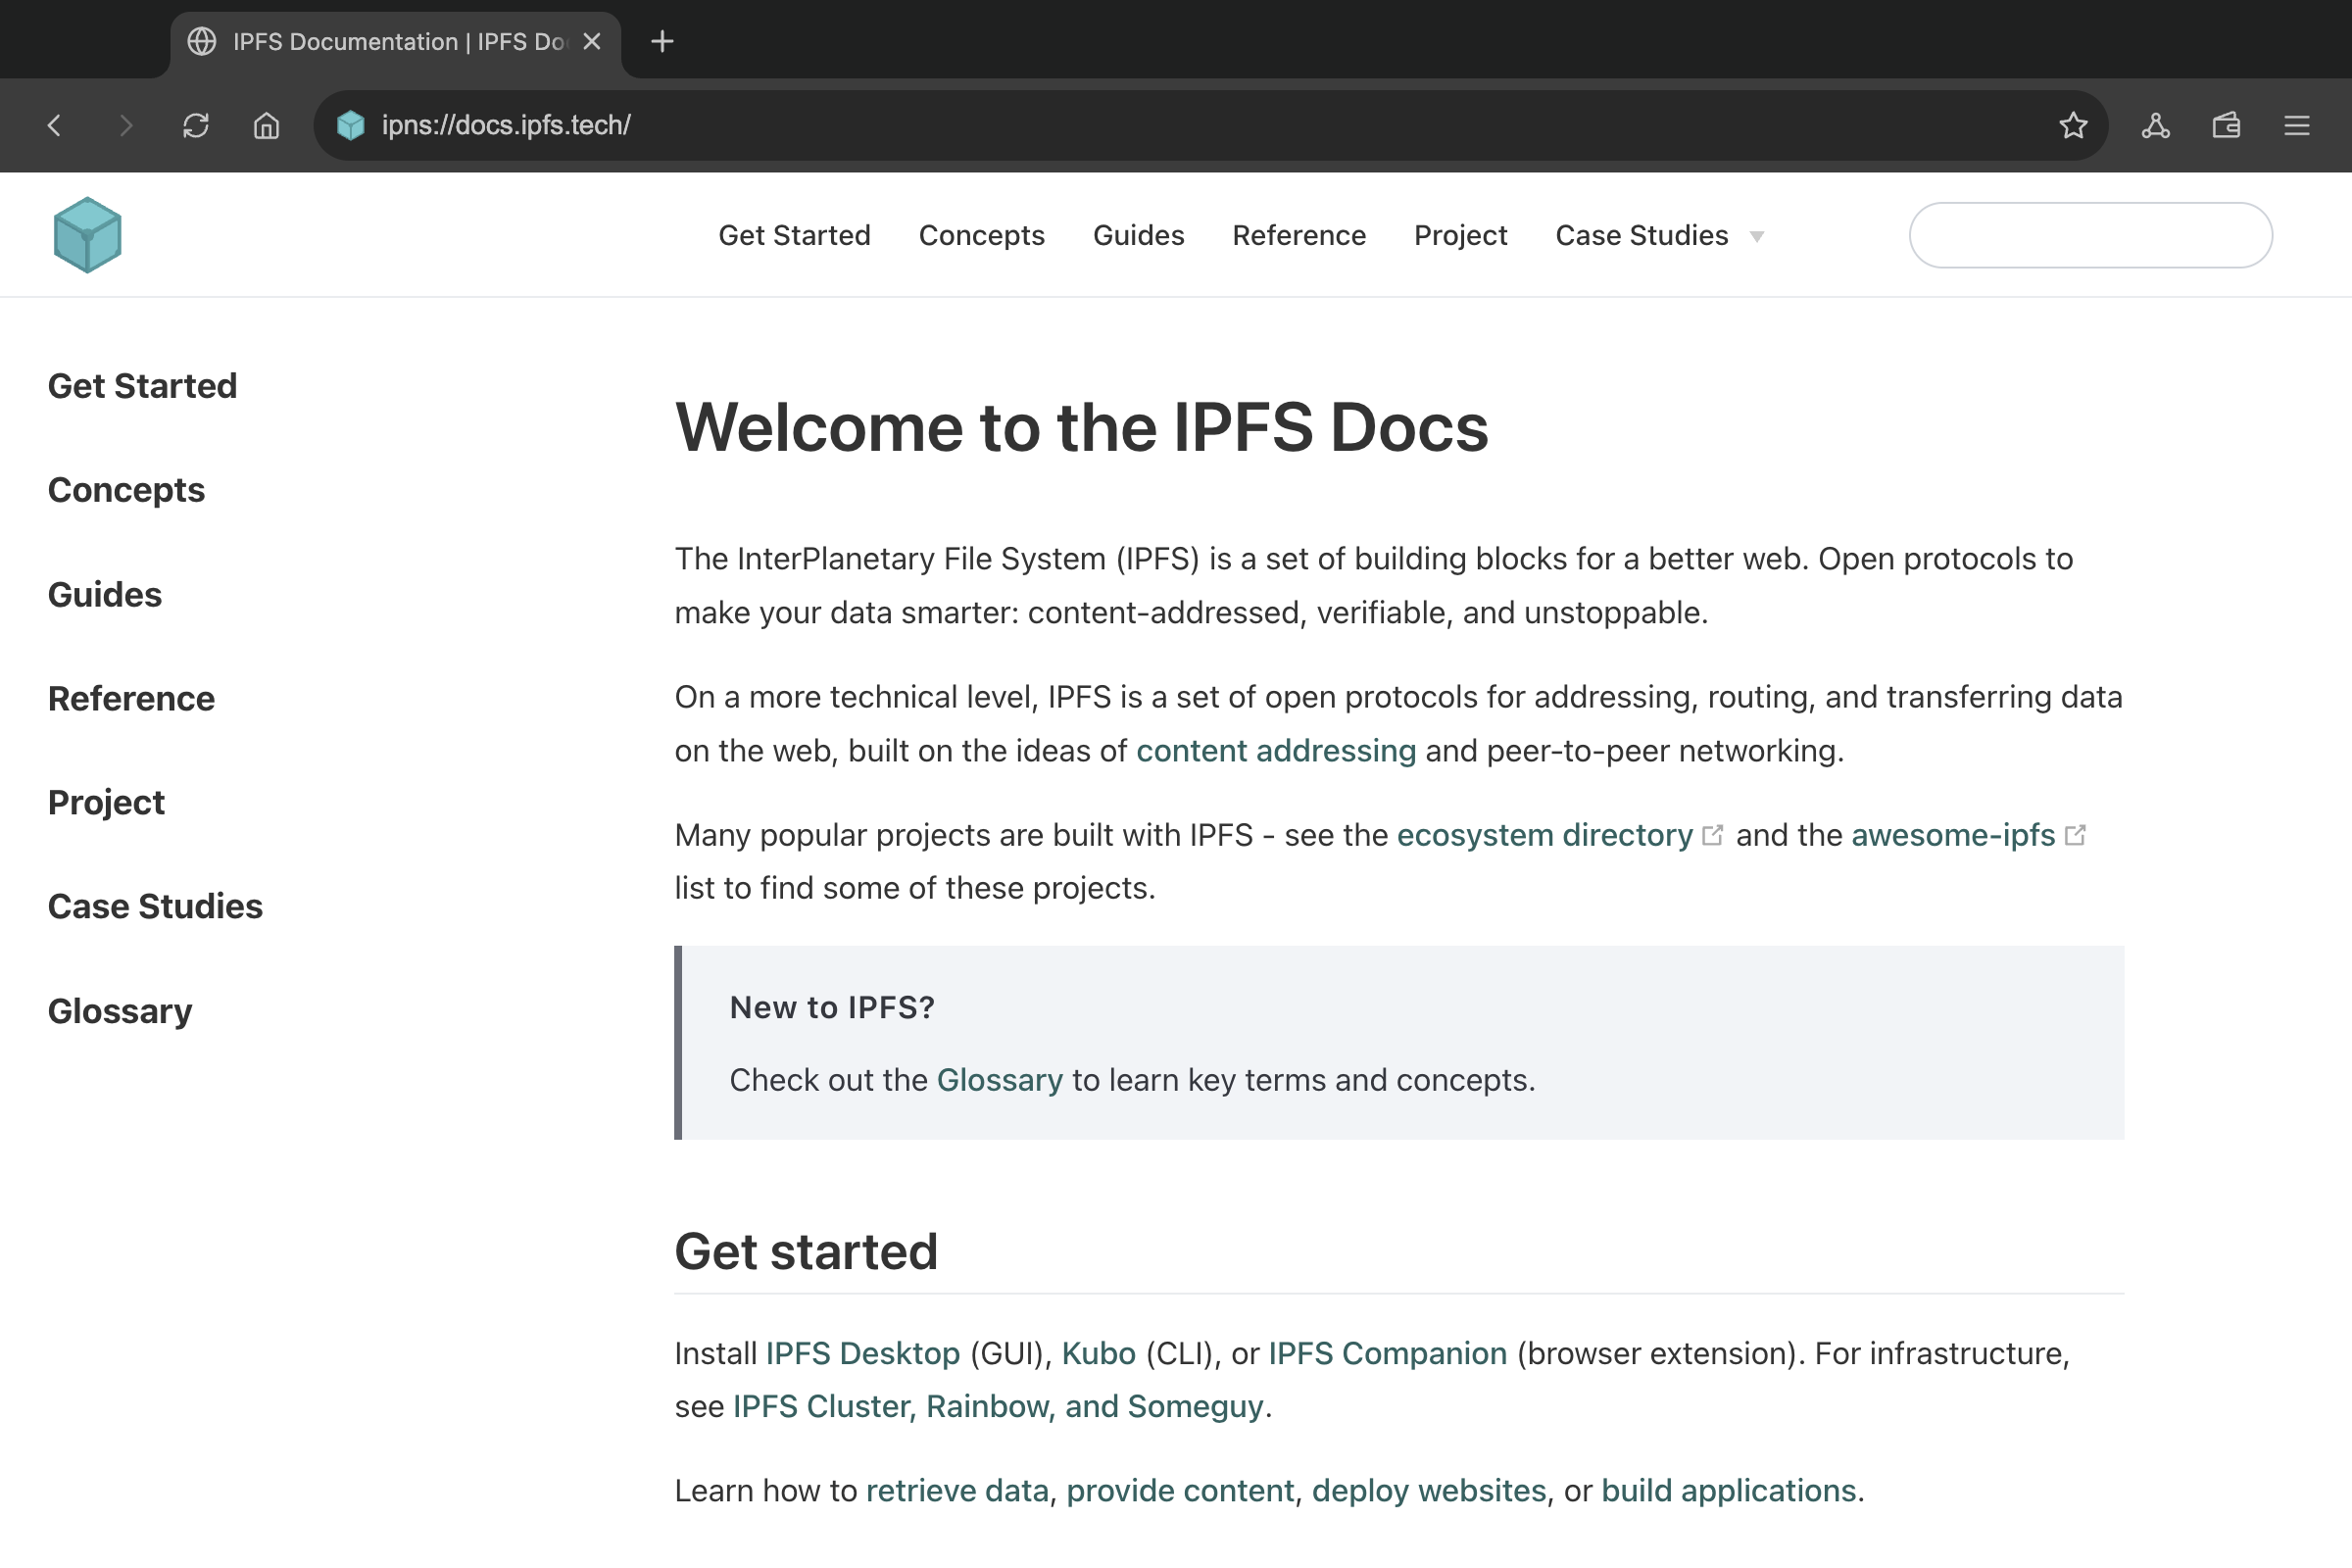 IPFS Documentation | IPFS Do
ipns://docs.ipfs.tech/
Get Started Concepts Guides Reference Project Case Studies
Get Started
Concepts
Guides
Reference
Project
Case Studies
Glossary
Welcome to the IPFS Docs
The InterPlanetary File System (IPFS) is a set of building blocks for a better web. Open protocols to
make your data smarter: content-addressed, verifiable, and unstoppable.
On a more technical level, IPFS is a set of open protocols for addressing, routing, and transferring data
on the web, built on the ideas of content addressing and peer-to-peer networking.
Many popular projects are built with IPFS - see the ecosystem directory and the awesome-ipfs
list to find some of these projects.
New to IPFS?
Check out the Glossary to learn key terms and concepts.
Get started
Install IPFS Desktop (GUI), Kubo (CLI), or IPFS Companion (browser extension). For infrastructure,
see IPFS Cluster, Rainbow, and Someguy.
Learn how to retrieve data, provide content, deploy websites, or build applications.